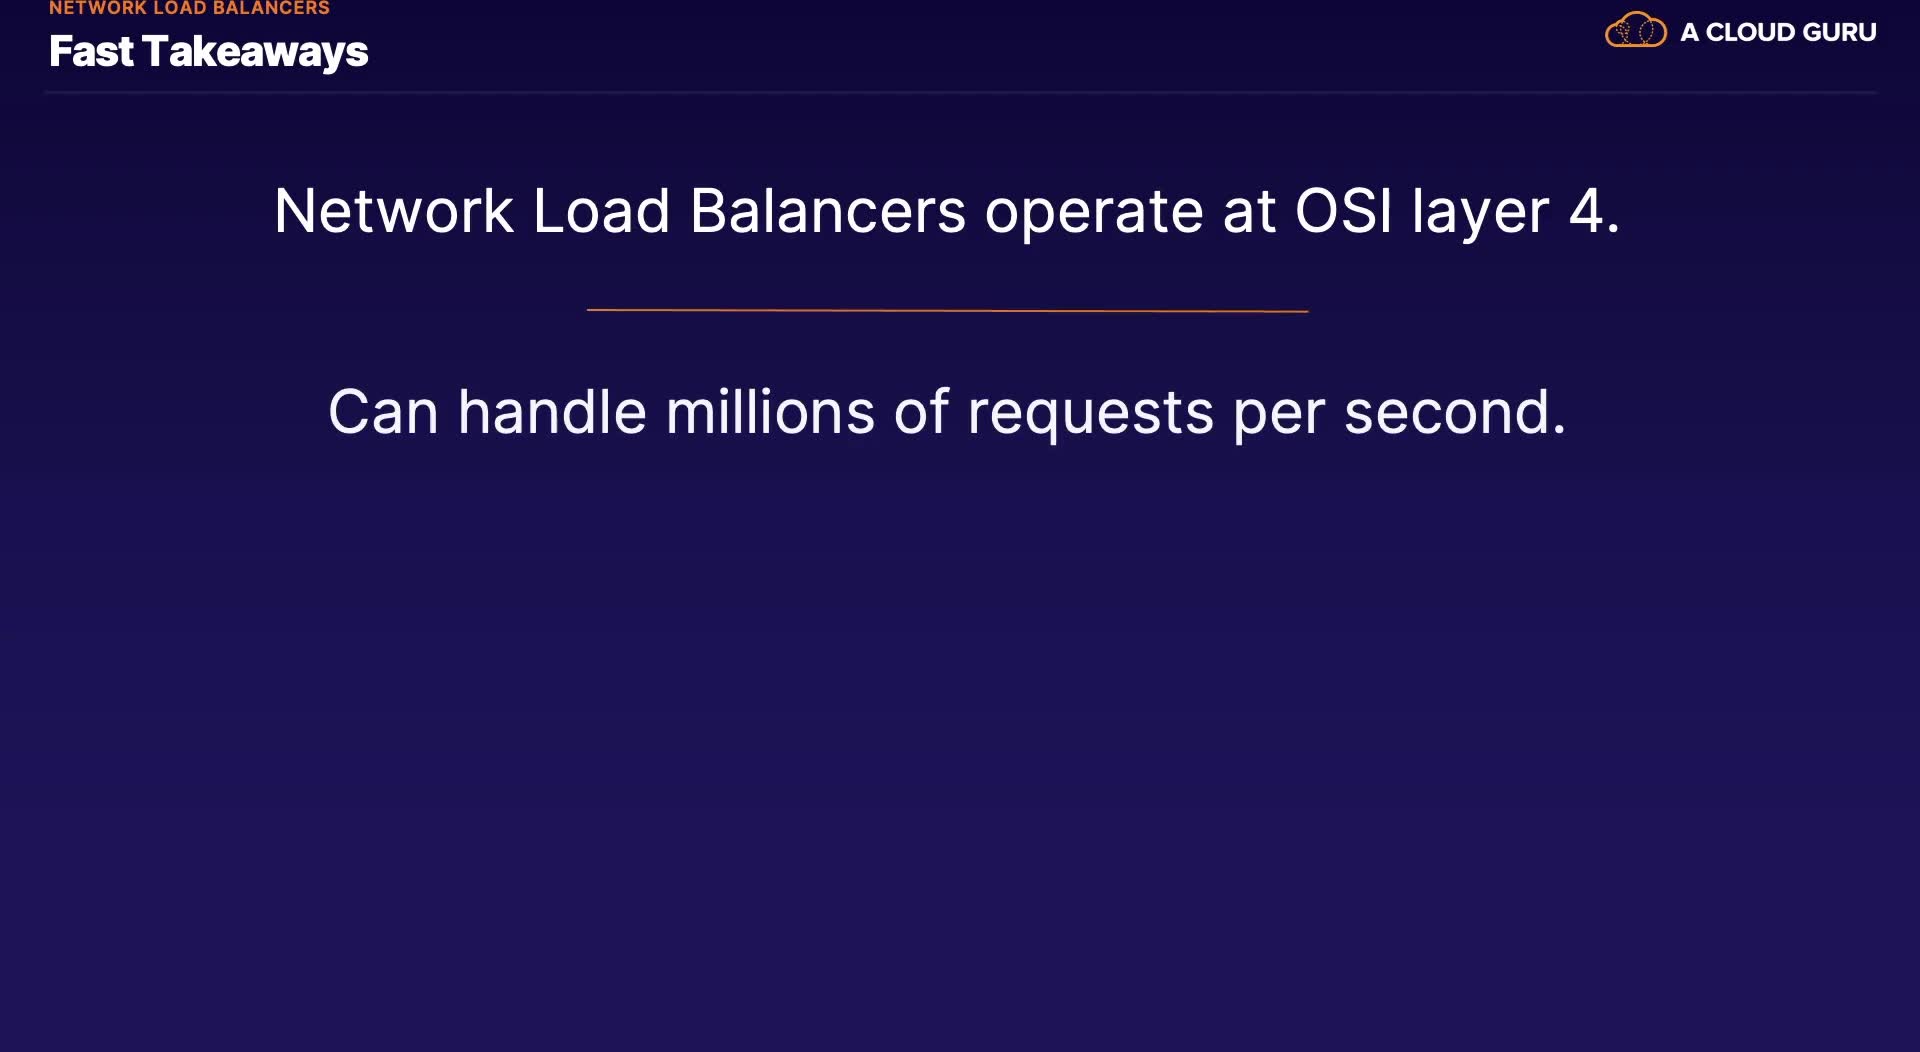 NETWORK LOAD BALANCERS
Fast Takeaways
A CLOUD GURU
Network Load Balancers operate at OSI layer 4.
Can handle millions of requests per second.